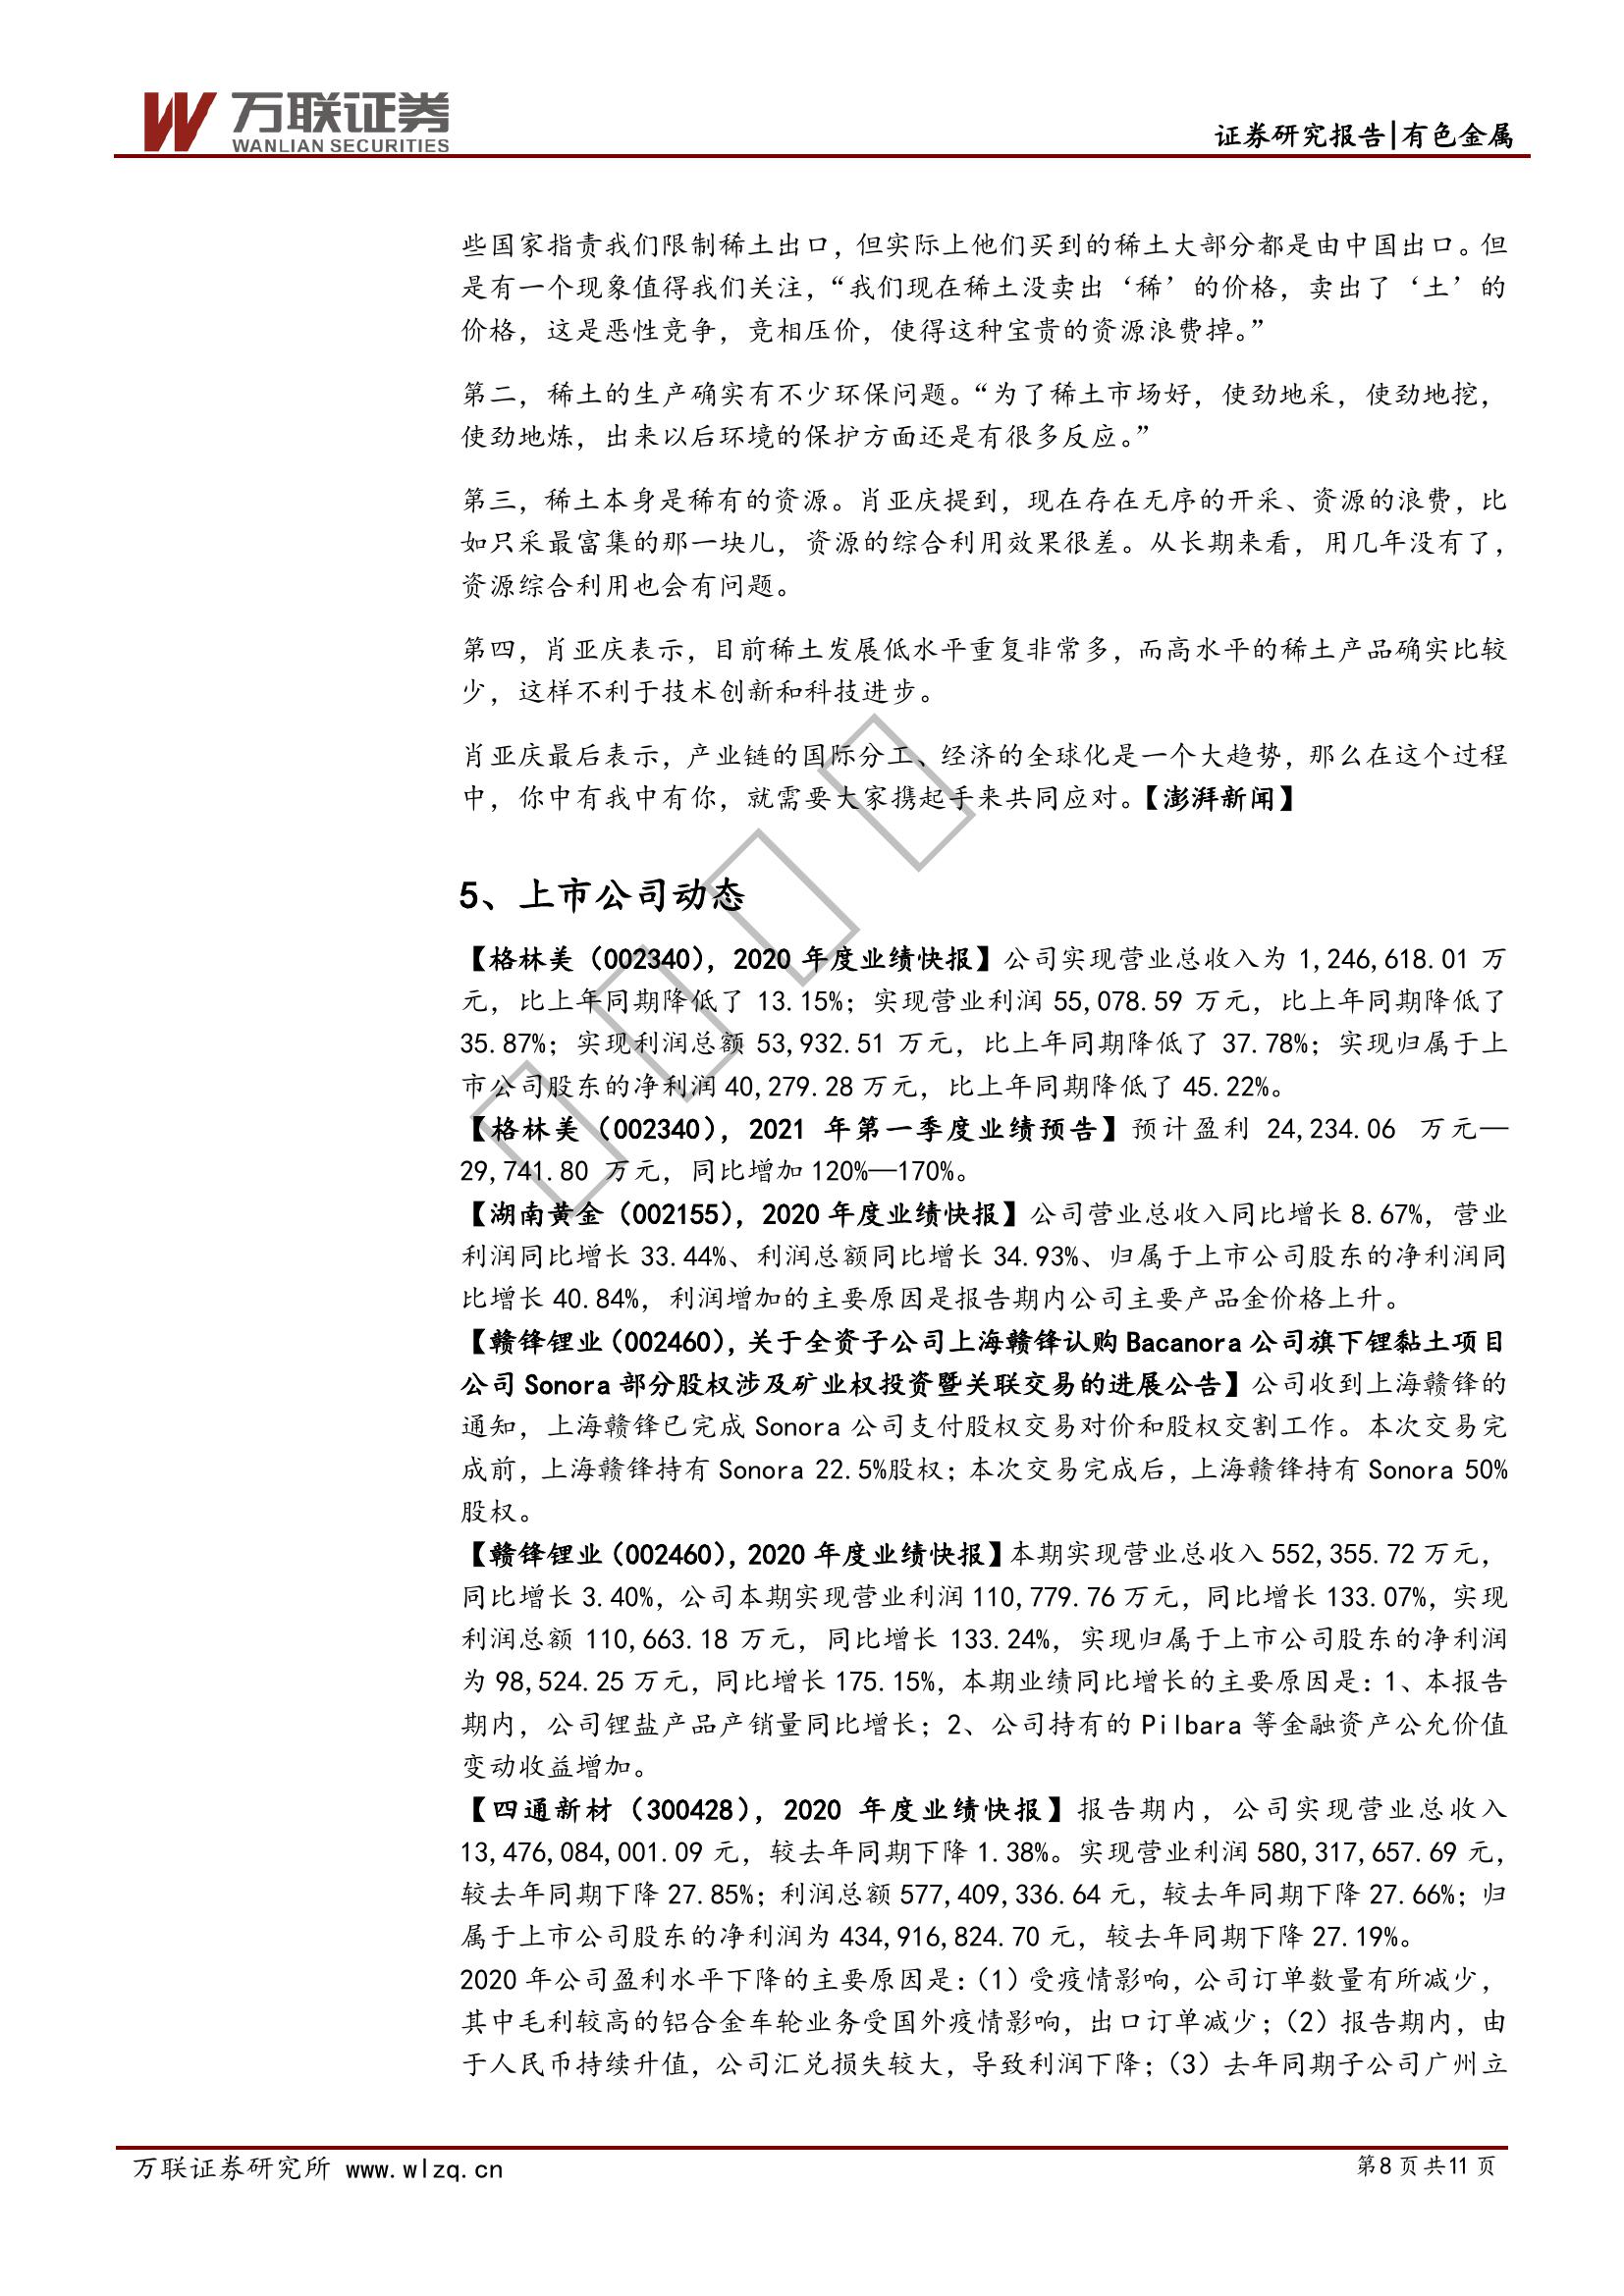 万联证券
WANLIAN SECURITIES
证券研究报告|有色金属
些国家指责我们限制稀土出口，但实际上他们买到的稀土大部分都是由中国出口。但
是有一个现象值得我们关注，“我们现在稀土没卖出‘稀’的价格，卖出了‘土’的
价格，这是恶性竞争，竞相压价，使得这种宝贵的资源浪费掉。”
第二，稀土的生产确实有不少环保问题。“为了稀土市场好，使劲地采，使劲地挖，
使劲地炼，出来以后环境的保护方面还是有很多反应。”
第三，稀土本身是稀有的资源。肖亚庆提到，现在存在无序的开采、资源的浪费，比
如只采最富集的那一块儿，资源的综合利用效果很差。从长期来看，用几年没有了，
资源综合利用也会有问题。
第四，肖亚庆表示，目前稀土发展低水平重复非常多，而高水平的稀土产品确实比较
少，这样不利于技术创新和科技进步。
肖亚庆最后表示，产业链的国际分工、经济的全球化是一个大趋势，那么在这个过程
中，你中有我中有你，就需要大家携起手来共同应对。【澎湃新闻】
5、上市公司动态
【格林美（002340），2020 年度业绩快报】公司实现营业总收入为 1,246,618.01 万
元，比上年同期降低了 13.15%；实现营业利润 55,078.59 万元，比上年同期降低了
35.87%；实现利润总额 53,932.51 万元，比上年同期降低了 37.78%；实现归属于上
市公司股东的净利润 40,279.28 万元，比上年同期降低了 45.22%。
【格林美（002340），2021 年第一季度业绩预告】预计盈利 24,234.06 万元—
29,741.80 万元，同比增加 120%—170%。
【湖南黄金（002155），2020 年度业绩快报】公司营业总收入同比增长 8.67%，营业
利润同比增长 33.44%、利润总额同比增长 34.93%、归属于上市公司股东的净利润同
比增长 40.84%，利润增加的主要原因是报告期内公司主要产品金价格上升。
【赣锋锂业（002460），关于全资子公司上海赣锋认购 Bacanora 公司旗下锂黏土项目
公司 Sonora 部分股权涉及矿业权投资暨关联交易的进展公告】公司收到上海赣锋的
通知，上海赣锋已完成 Sonora 公司支付股权交易对价和股权交割工作。本次交易完
成前，上海赣锋持有 Sonora 22.5%股权；本次交易完成后，上海赣锋持有 Sonora 50%
股权。
【赣锋锂业（002460），2020 年度业绩快报】本期实现营业总收入 552,355.72 万元，
同比增长 3.40%，公司本期实现营业利润 110,779.76 万元，同比增长 133.07%，实现
利润总额 110,663.18 万元，同比增长 133.24%，实现归属于上市公司股东的净利润
为 98,524.25 万元，同比增长 175.15%，本期业绩同比增长的主要原因是：1、本报告
期内，公司锂盐产品产销量同比增长；2、公司持有的 Pilbara 等金融资产公允价值
变动收益增加。
【四通新材（300428），2020 年度业绩快报】报告期内，公司实现营业总收入
13,476,084,001.09 元，较去年同期下降 1.38%。实现营业利润 580,317,657.69 元，
较去年同期下降 27.85%；利润总额 577,409,336.64 元，较去年同期下降 27.66%；归
属于上市公司股东的净利润为 434,916,824.70 元，较去年同期下降 27.19%。
2020 年公司盈利水平下降的主要原因是：（1）受疫情影响，公司订单数量有所减少，
其中毛利较高的铝合金车轮业务受国外疫情影响，出口订单减少；（2）报告期内，由
于人民币持续升值，公司汇兑损失较大，导致利润下降；（3）去年同期子公司广州立
万联证券研究所 www.wlzq.cn
第8页共11页